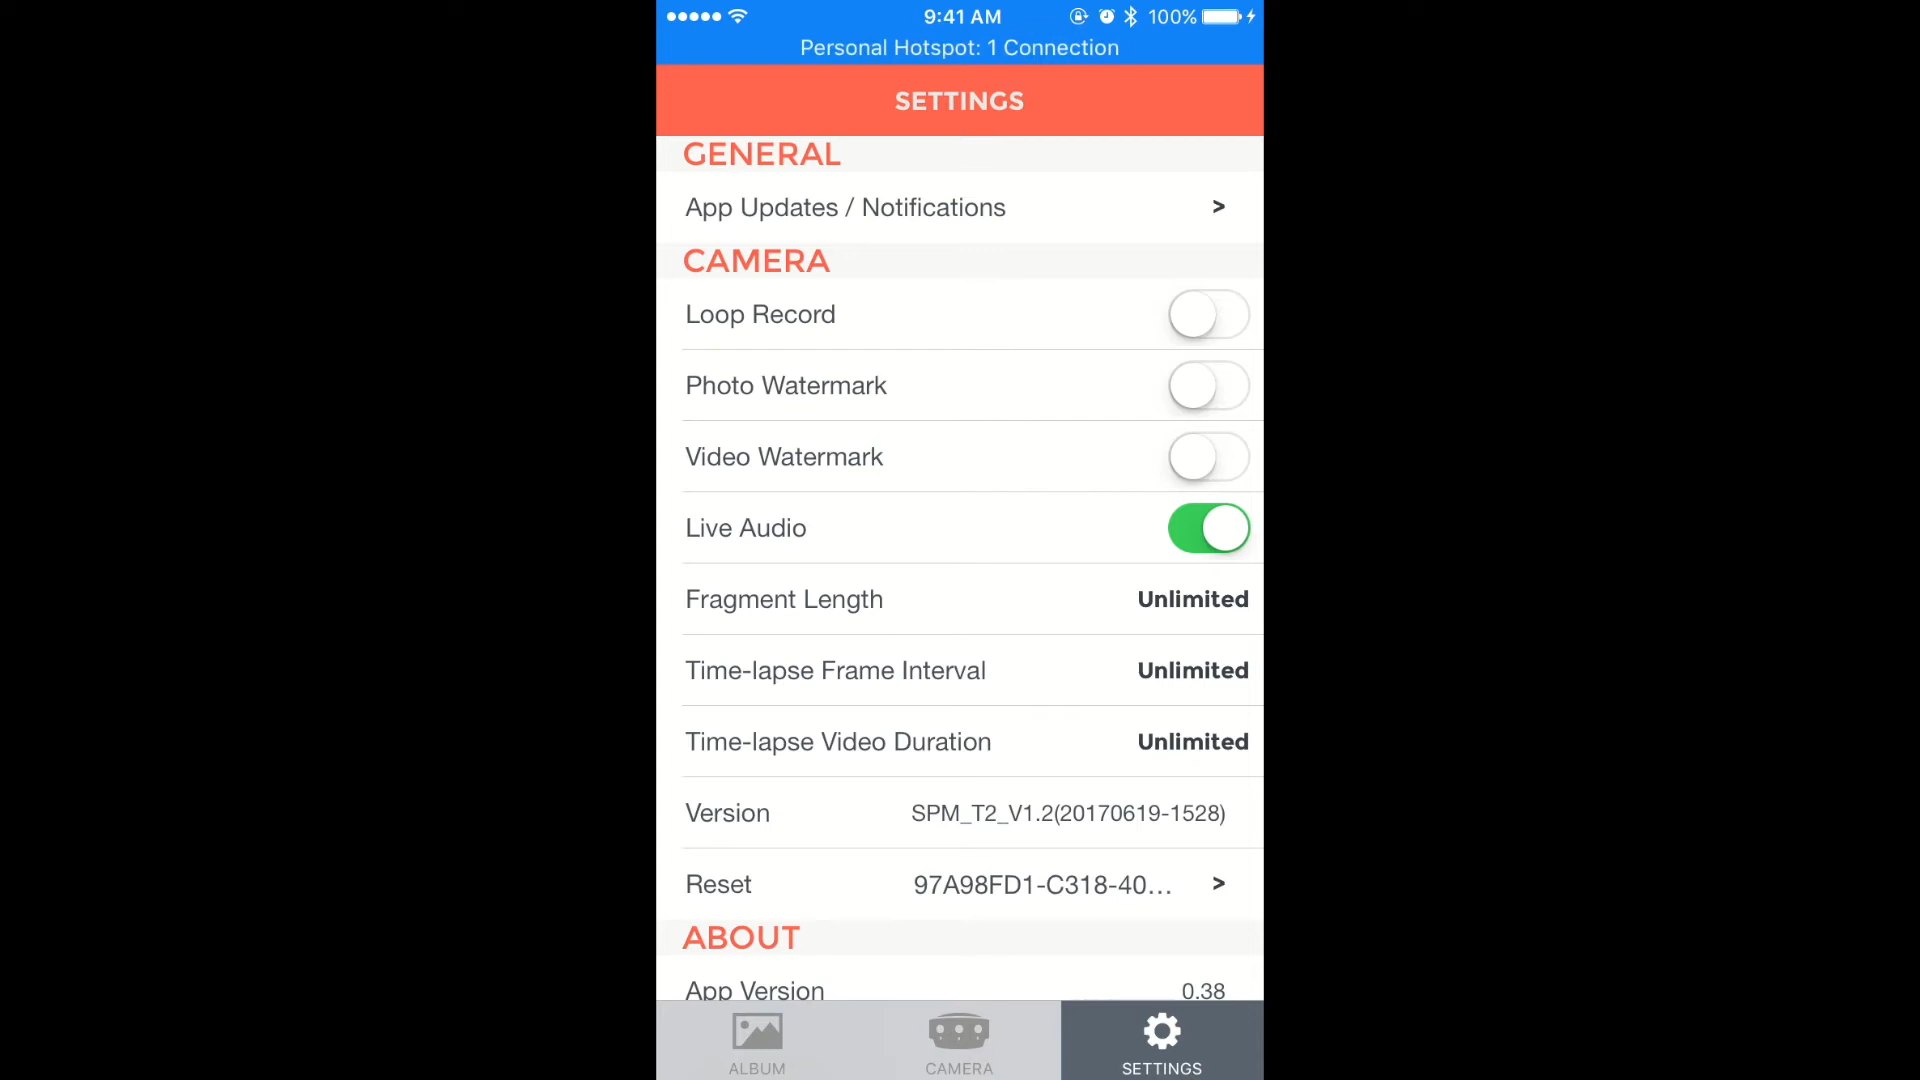 9:41 AM 100%
Personal Hotspot: 1 Connection
SETTINGS
GENERAL
App Updates / Notifications >
CAMERA
Loop Record
Photo Watermark
Video Watermark
Live Audio
Fragment Length Unlimited
Time-lapse Frame Interval Unlimited
Time-lapse Video Duration Unlimited
Version SPM_T2_V1.2(20170619-1528)
Reset 97A98FD1-C318-40... >
ABOUT
App Version 0.38
ALBUM CAMERA SETTINGS